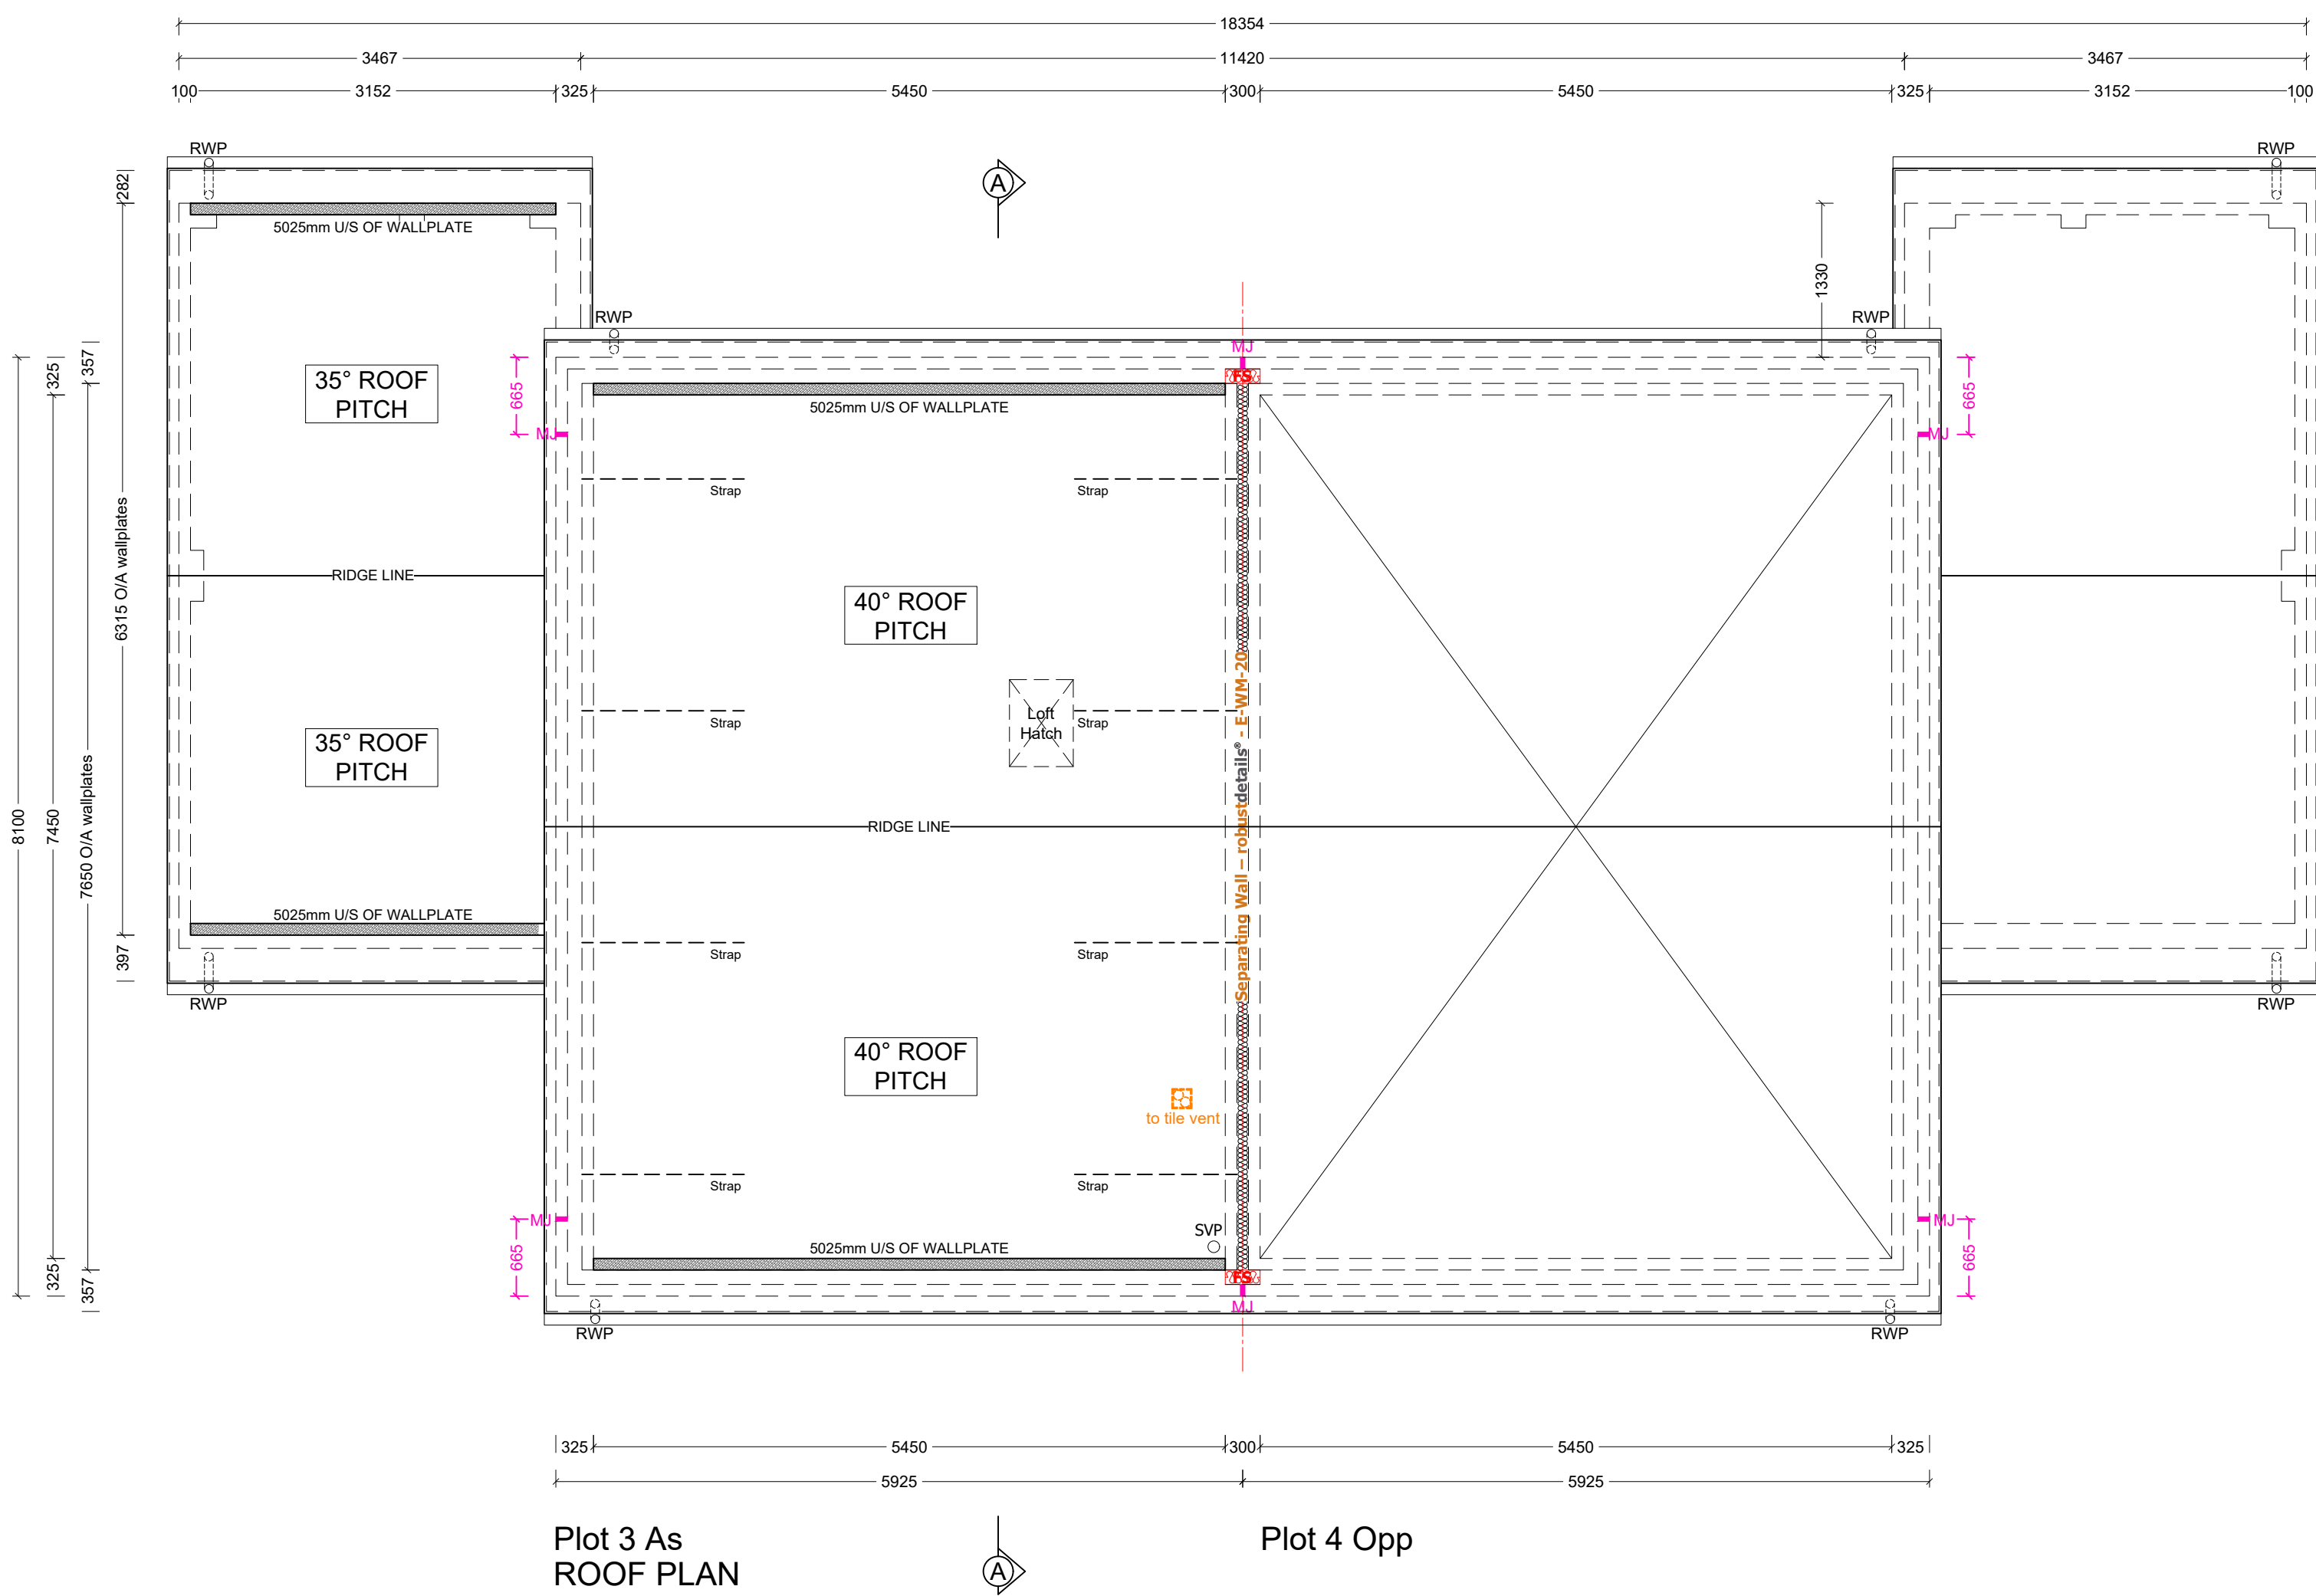 18354
3467
11420
3467
100
3152
325
5450
300
5450
325
3152
100
RWP
RWP
A
282
5025mm U/S OF WALLPLATE
1330
RWP
RWP
MJ
FS
357
325
665
MJ
35° ROOF
PITCH
5025mm U/S OF WALLPLATE
665
MJ
Strap
Strap
6315 O/A wallplates
RIDGE LINE
40° ROOF
PITCH
Loft
Hatch
Strap
Strap
35° ROOF
PITCH
Separating Wall – robustdetails® - E-WM-20
8100
7450
7650 O/A wallplates
RIDGE LINE
5025mm U/S OF WALLPLATE
397
Strap
Strap
RWP
RWP
40° ROOF
PITCH
to tile vent
Strap
Strap
MJ
665
SVP
5025mm U/S OF WALLPLATE
MJ
665
325
357
FS
MJ
RWP
RWP
325
5450
300
5450
325
5925
5925
Plot 3 As
ROOF PLAN
A
Plot 4 Opp